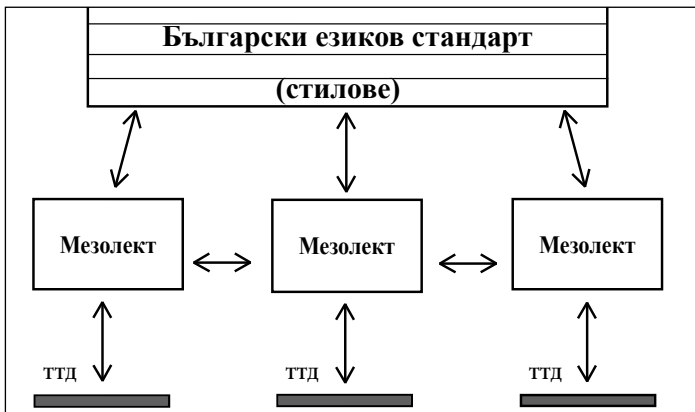 Български езиков стандарт
(стилове)
Мезолект
Мезолект
Мезолект
ТТД
ТТД
ТТД